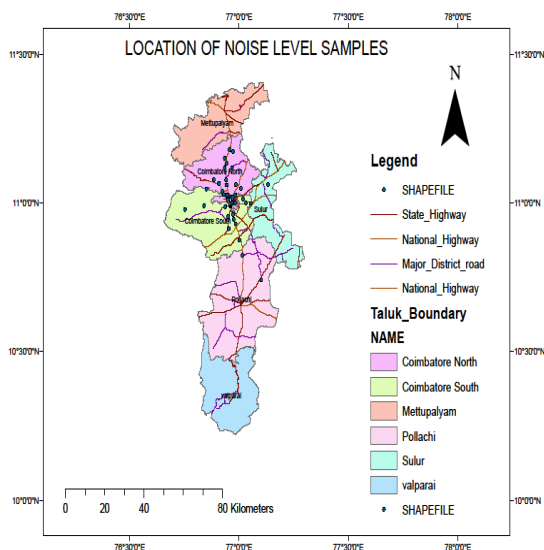 76°30'0"E 77°0'0"E 77°30'0"E 78°0'0"E
LOCATION OF NOISE LEVEL SAMPLES
N
11°30'0"N
11°30'0"N
Mettupalyam
Coimbatore North
11°0'0"N
11°0'0"N
Sulur
Coimbatore South
Pollachi
10°30'0"N
10°30'0"N
valparai
10°0'0"N
10°0'0"N
Legend
SHAPEFILE
State_Highway
National_Highway
Major_District_road
National_Highway
Taluk_Boundary
NAME
Coimbatore North
Coimbatore South
Mettupalyam
Pollachi
Sulur
valparai
SHAPEFILE
0 20 40 80 Kilometers
76°30'0"E 77°0'0"E 77°30'0"E 78°0'0"E